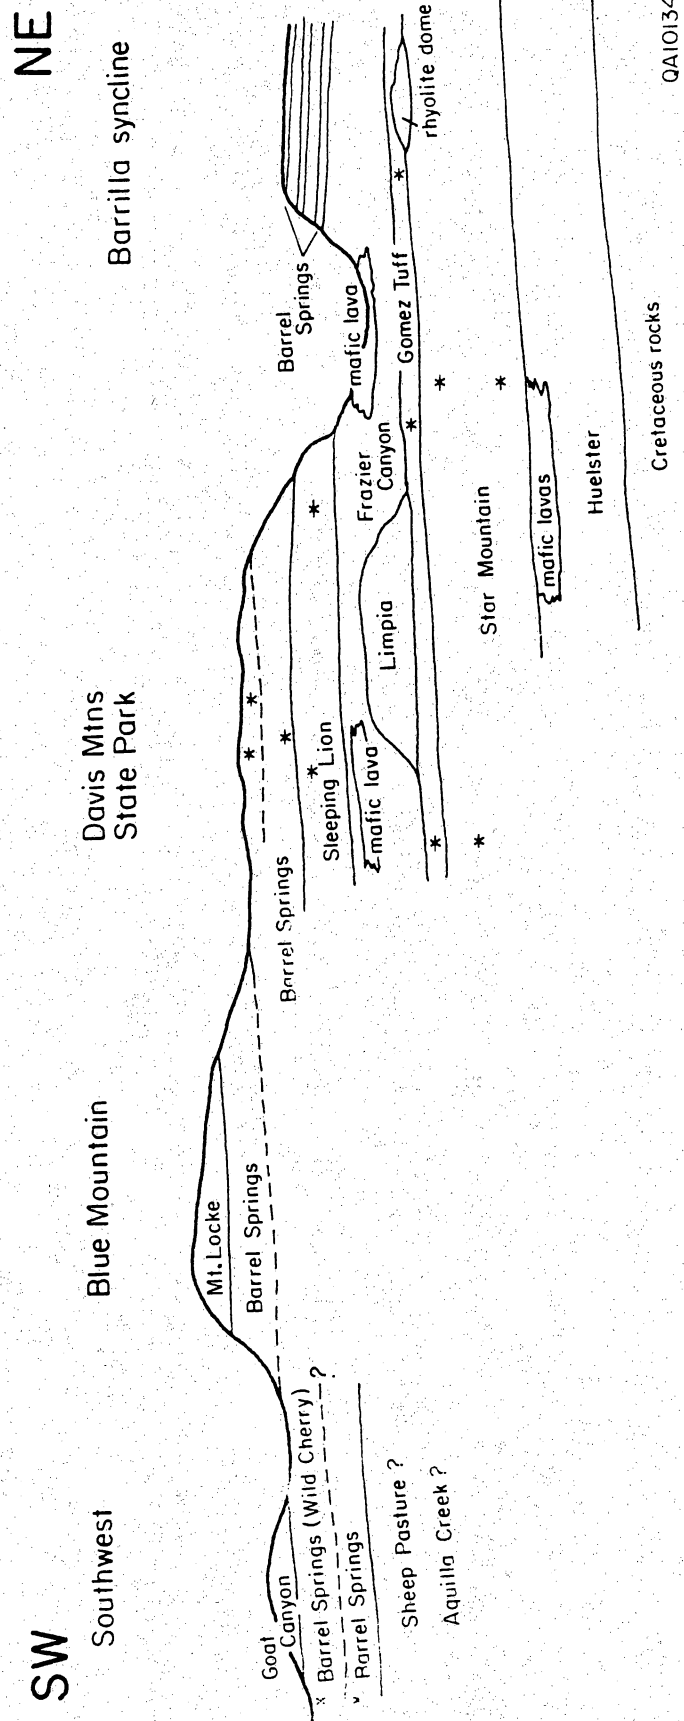 SW
NE
Southwest
Blue Mountain
Davis Mtns
State Park
Barrilla syncline
Goat
Canyon
x Barrel Springs (Wild Cherry)
?
Barrel Springs
Sheep Pasture ?
Aquilla Creek ?
Mt. Locke
Barrel Springs
Barrel Springs
Sleeping Lion
mafic lava
Limpia
Frazier
Canyon
Barrel
Springs
mafic lava
Gomez Tuff
rhyolite dome
Star Mountain
mafic lavas
Huelster
Cretaceous rocks
QA10134